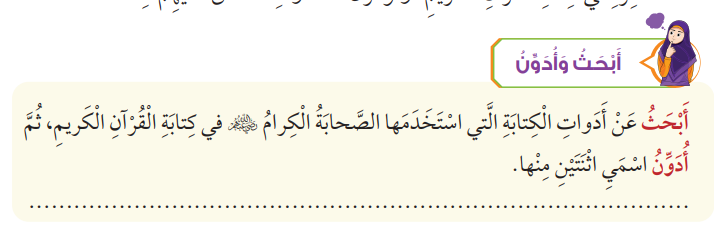 أَبْحَثُ وَأُدَوِّنُ
أَبْحَثُ عَنْ أَدَواتِ الْكِتابَةِ الَّتي اسْتَخْدَمَها الصَّحابَةُ الْكِرامُ في كِتابَةِ الْقُرْآنِ الْكَريمِ، ثُمَّ
أُدَوِّنُ اسْمَيِ اثْنَتَيْنِ مِنْها.